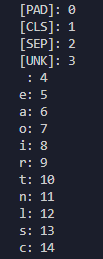 [PAD]: 0
[CLS]: 1
[SEP]: 2
[UNK]: 3
 : 4
e: 5
a: 6
o: 7
i: 8
r: 9
t: 10
n: 11
l: 12
s: 13
c: 14